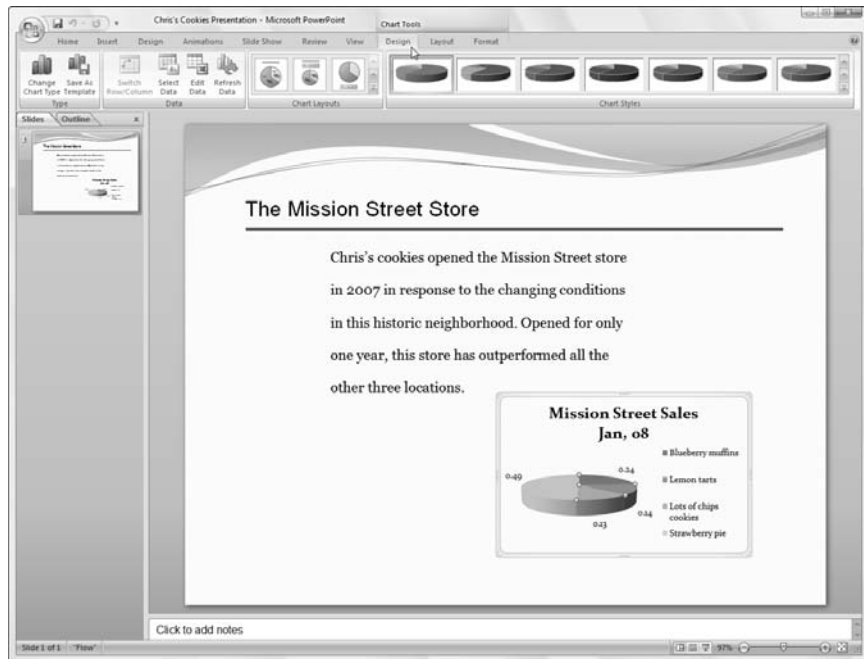 Chris's Cookies Presentation - Microsoft PowerPoint
Chart Tools
Home Insert Design Animations Slide Show Review View Design Layout Format
Change Chart Type
Save As Template
Switch Row/Column
Select Data
Edit Data
Refresh Data
Type
Data
Chart Layouts
Chart Styles
Slides Outline x
1
The Mission Street Store
Chris's cookies opened the Mission Street store
in 2007 in response to the changing conditions
in this historic neighborhood. Opened for only
one year, this store has outperformed all the
other three locations.
Mission Street Sales
Jan, 08
0.49
0.24
0.14
0.13
Blueberry muffins
Lemon tarts
Lots of chips
cookies
Strawberry pie
Click to add notes
Slide 1 of 1 "Flow" 97%